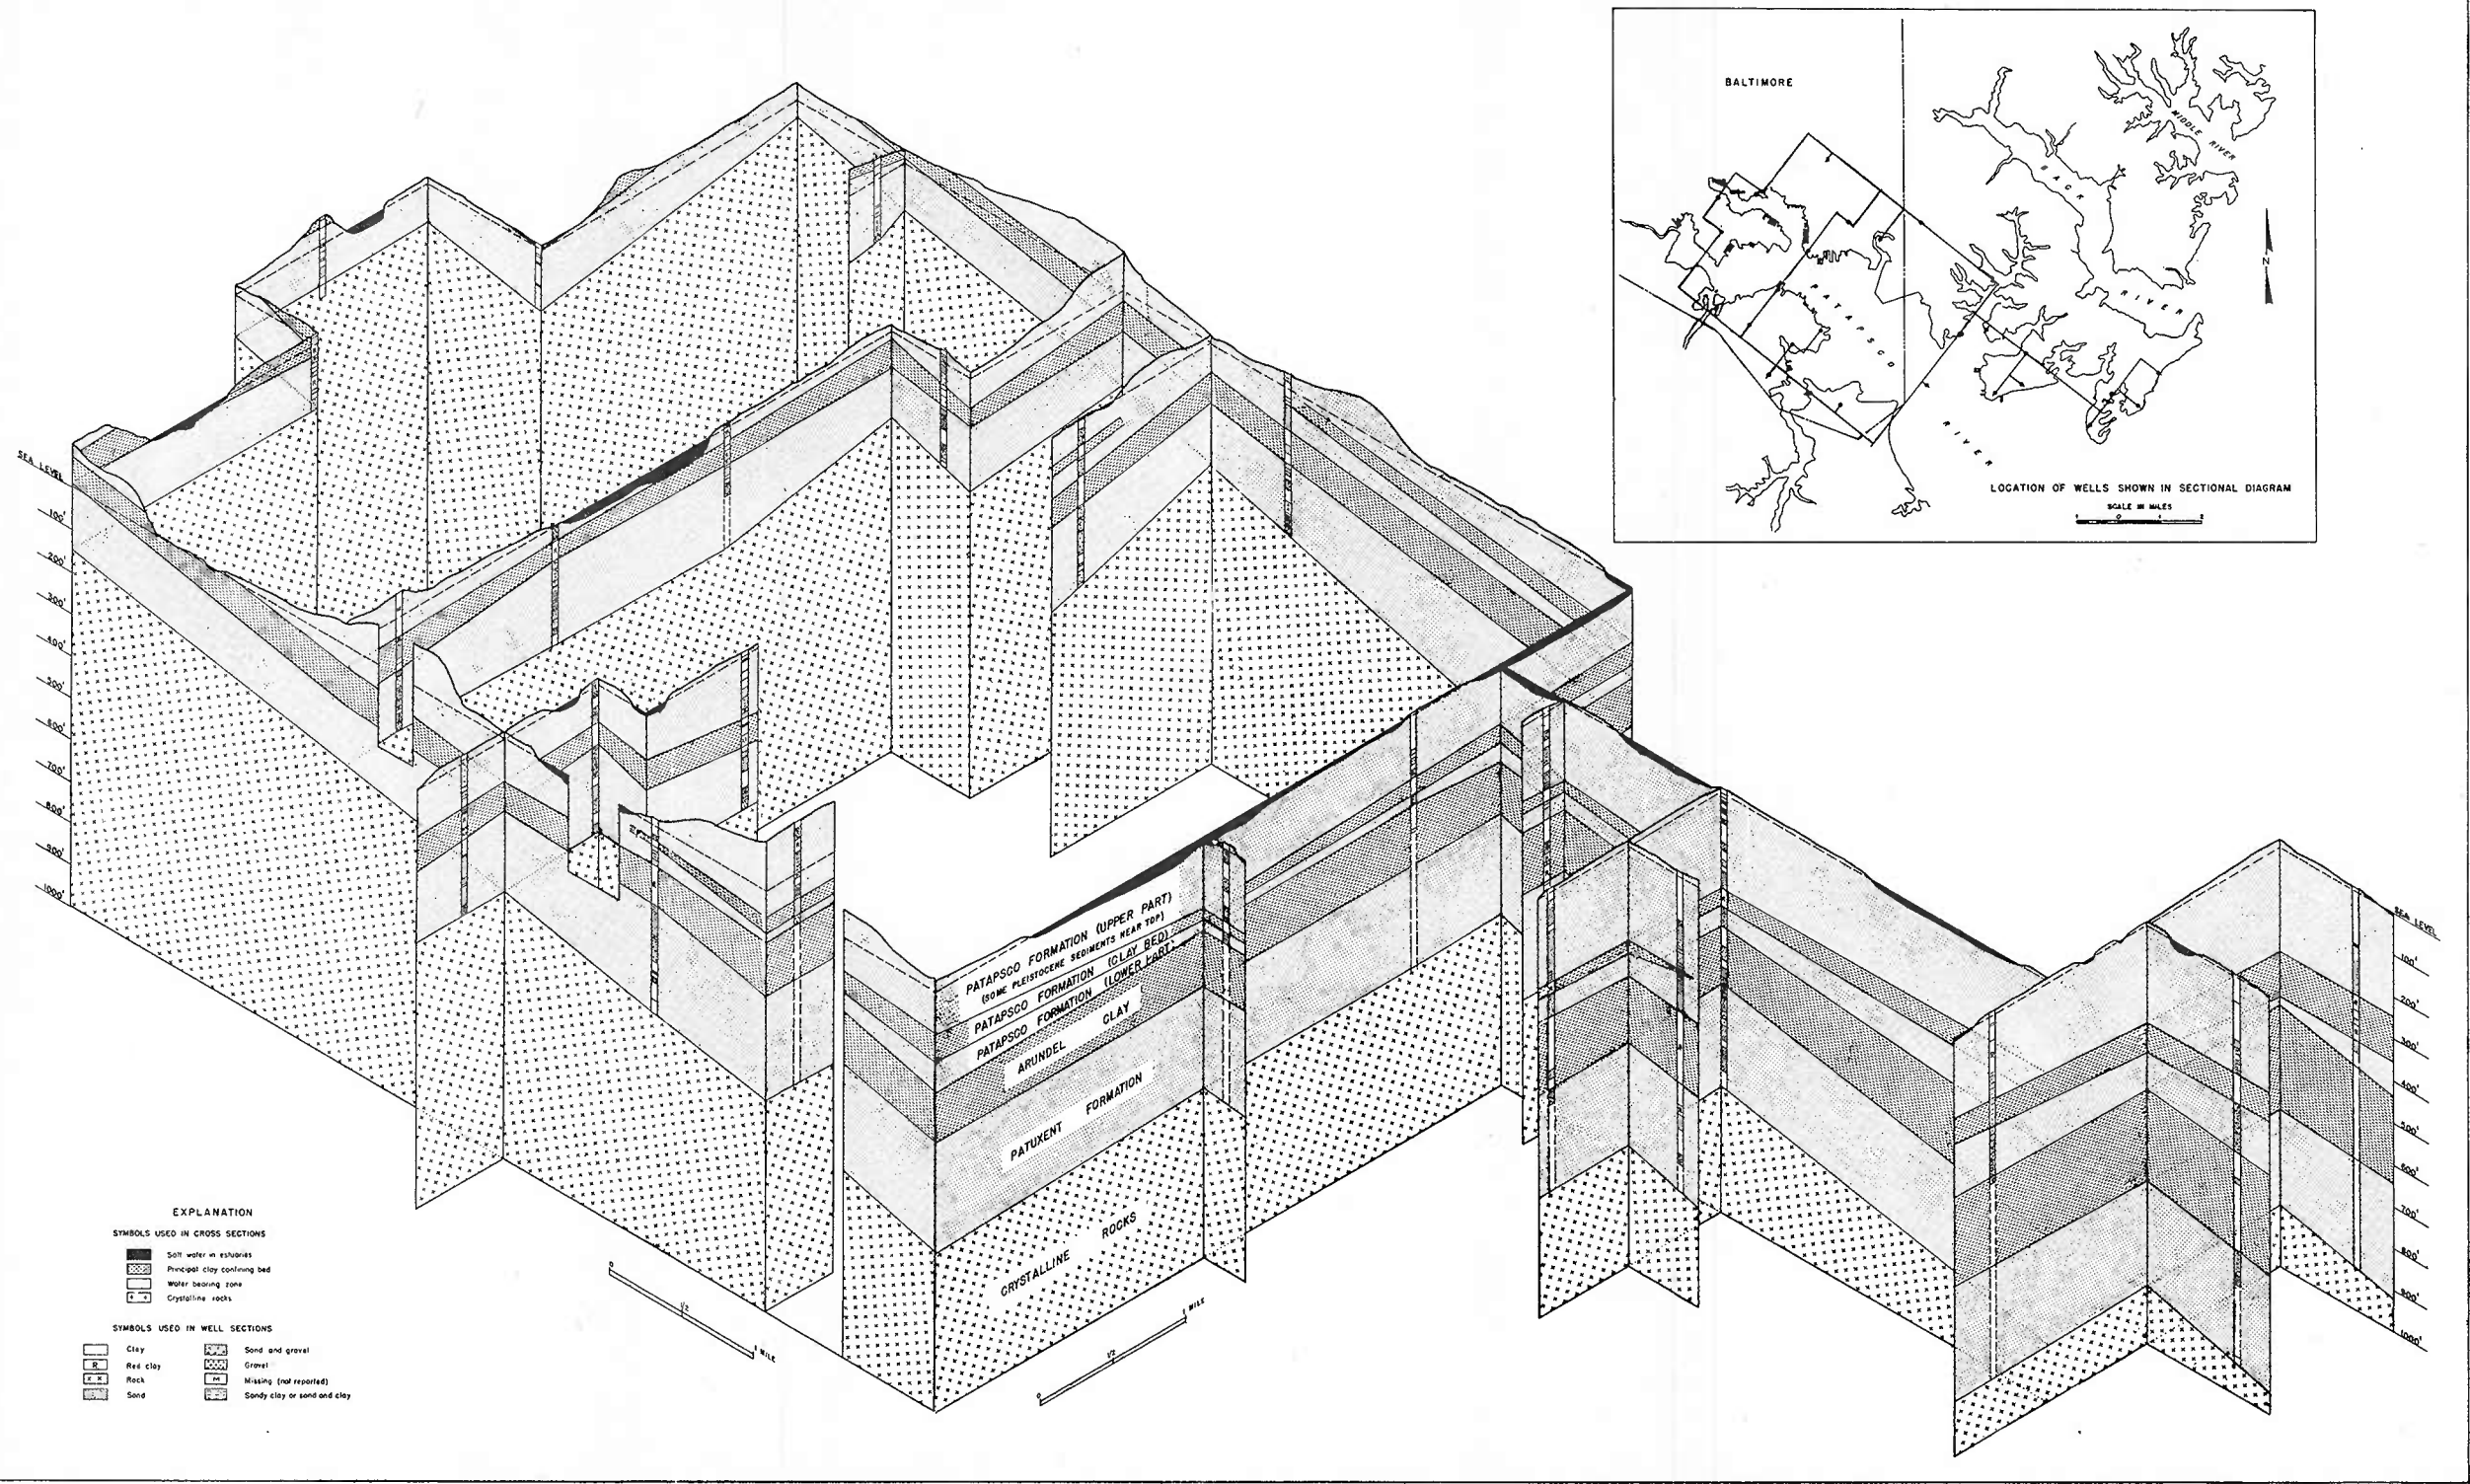 BALTIMORE
MIDDLE RIVER
BACK
RIVER
PATAPSCO
RIVER
N
LOCATION OF WELLS SHOWN IN SECTIONAL DIAGRAM
SCALE IN MILES
1 0 1 2
SEA LEVEL
100'
200'
300'
400'
500'
600'
700'
800'
900'
1000'
PATAPSCO FORMATION (UPPER PART)
(SOME PLEISTOCENE SEDIMENTS NEAR TOP)
PATAPSCO FORMATION (CLAY BED)
PATAPSCO FORMATION (LOWER PART)
ARUNDEL CLAY
PATUXENT FORMATION
CRYSTALLINE ROCKS
SEA LEVEL
100'
200'
300'
400'
500'
600'
700'
800'
900'
1000'
0 1/2 1 MILE
0 1/2 1 MILE
EXPLANATION
SYMBOLS USED IN CROSS SECTIONS
Salt water in estuaries
Principal clay confining bed
Water bearing zone
Crystalline rocks
SYMBOLS USED IN WELL SECTIONS
Clay
R Red clay
Rock
Sand
Sand and gravel
Gravel
M Missing (not reported)
Sandy clay or sand and clay